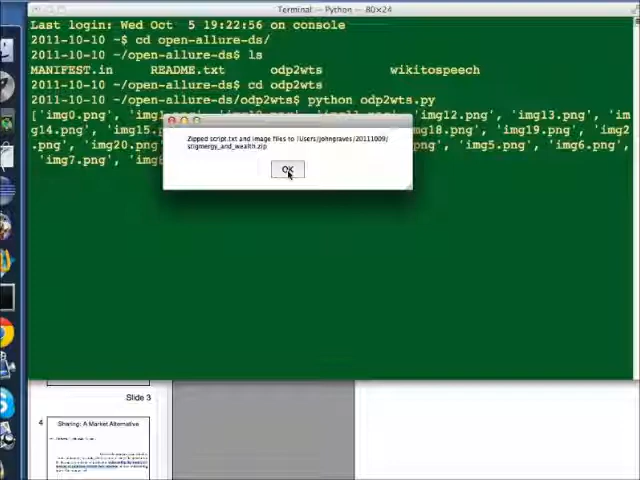 Terminal — Python — 80×24
Last login: Wed Oct  5 19:22:56 on console
2011-10-10 ~$ cd open-allure-ds/
2011-10-10 ~/open-allure-ds$ ls
MANIFEST.in README.txt odp2wts wikitospeech
2011-10-10 ~/open-allure-ds$ cd odp2wts
2011-10-10 ~/open-allure-ds/odp2wts$ python odp2wts.py
['img0.png', 'img1 'img12.png', 'img13.png', 'im
g14.png', 'img15. mg18.png', 'img19.png', 'img2
.png', 'img20.png png', 'img5.png', 'img6.png',
'img7.png', 'img8
Zipped script.txt and image files to /Users/johngraves/20111009/
stigmergy_and_wealth.zip
OK
Slide 3
4
Sharing: A Market Alternative